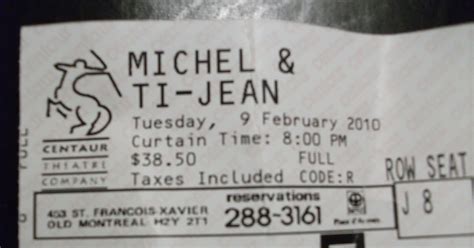 MICHEL &
TI-JEAN
Tuesday, 9 February 2010
Curtain Time: 8:00 PM
$38.50 FULL
Taxes Included CODE:R
CENTAUR
THEATRE
COMPANY
FULL
ROW SEAT
J 8
reservations
288-3161
453 ST. FRANCOIS-XAVIER
OLD MONTREAL H2Y 2T1